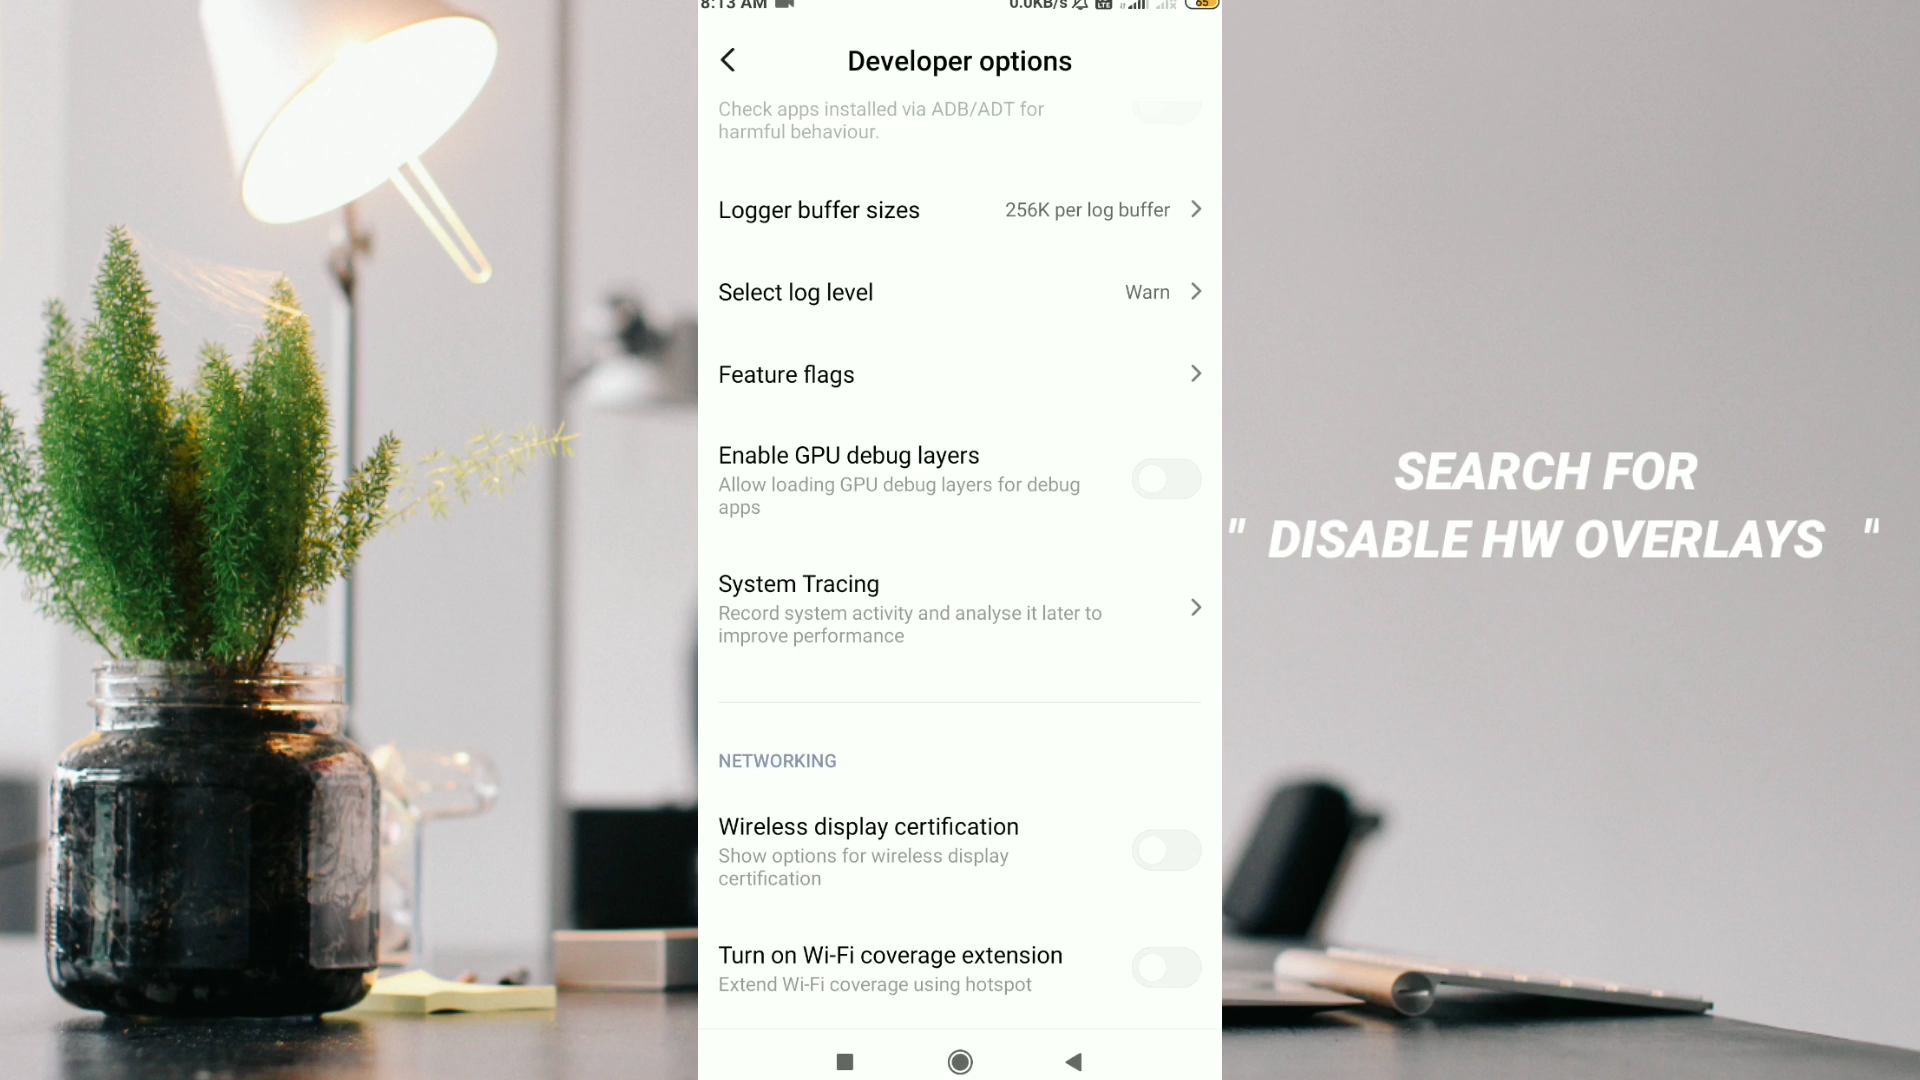 8:13 AM
0.0KB/s
65
Developer options
Check apps installed via ADB/ADT for
harmful behaviour.
Logger buffer sizes
256K per log buffer
Select log level
Warn
Feature flags
Enable GPU debug layers
Allow loading GPU debug layers for debug
apps
System Tracing
Record system activity and analyse it later to
improve performance
NETWORKING
Wireless display certification
Show options for wireless display
certification
Turn on Wi-Fi coverage extension
Extend Wi-Fi coverage using hotspot
SEARCH FOR
" DISABLE HW OVERLAYS "